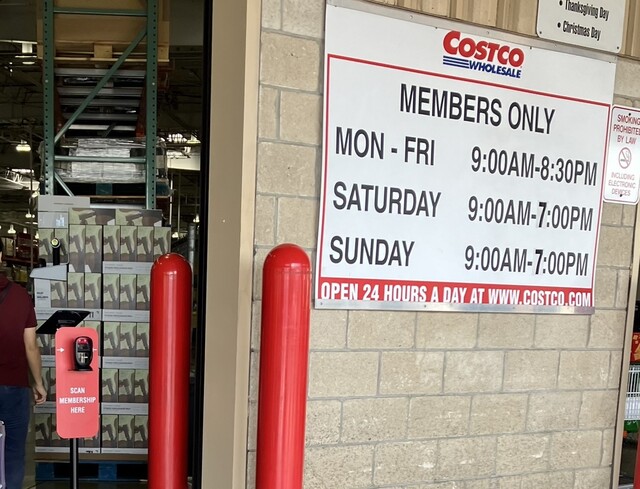 Thanksgiving Day
• Christmas Day
COSTCO
WHOLESALE
MEMBERS ONLY
MON - FRI 9:00AM-8:30PM
SATURDAY 9:00AM-7:00PM
SUNDAY 9:00AM-7:00PM
OPEN 24 HOURS A DAY AT WWW.COSTCO.COM
SMOKING
PROHIBITED
BY LAW
INCLUDING
ELECTRONIC
DEVICES
SCAN
MEMBERSHIP
HERE